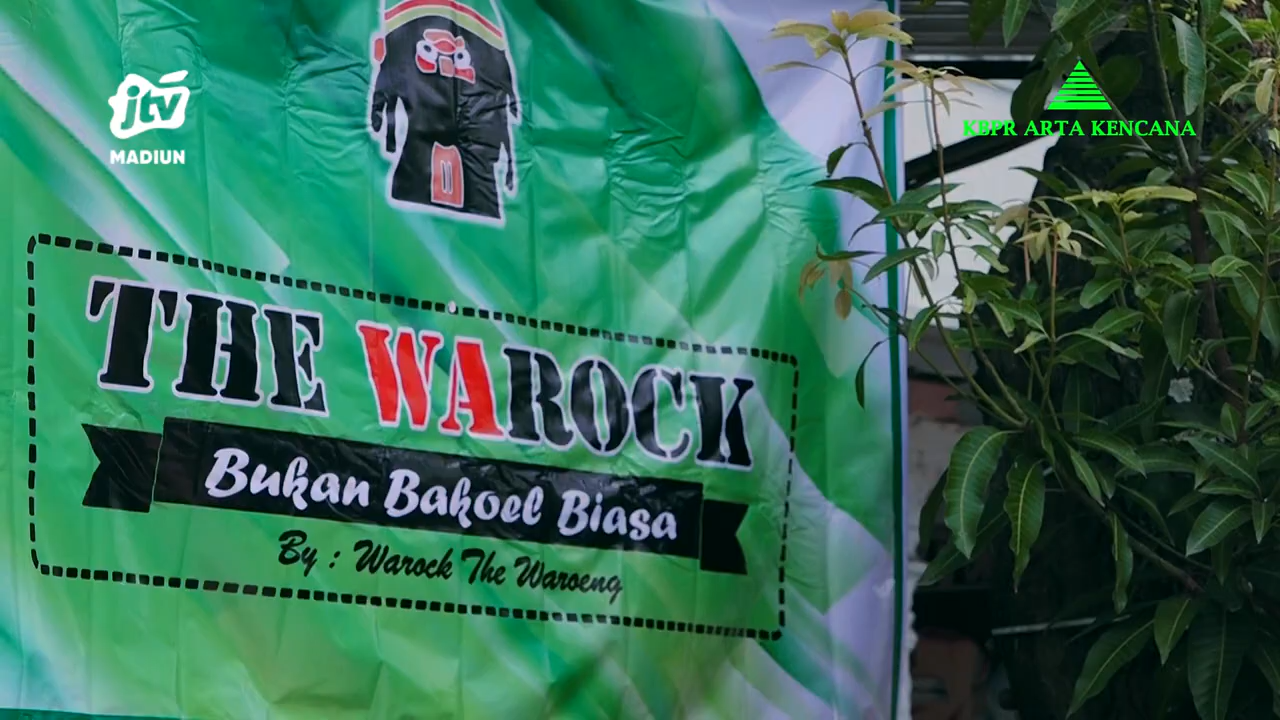 jtv
MADIUN
KBPR ARTA KENCANA
THE WAROCK
Bukan Bakoel Biasa
By : Warock The Waroeng